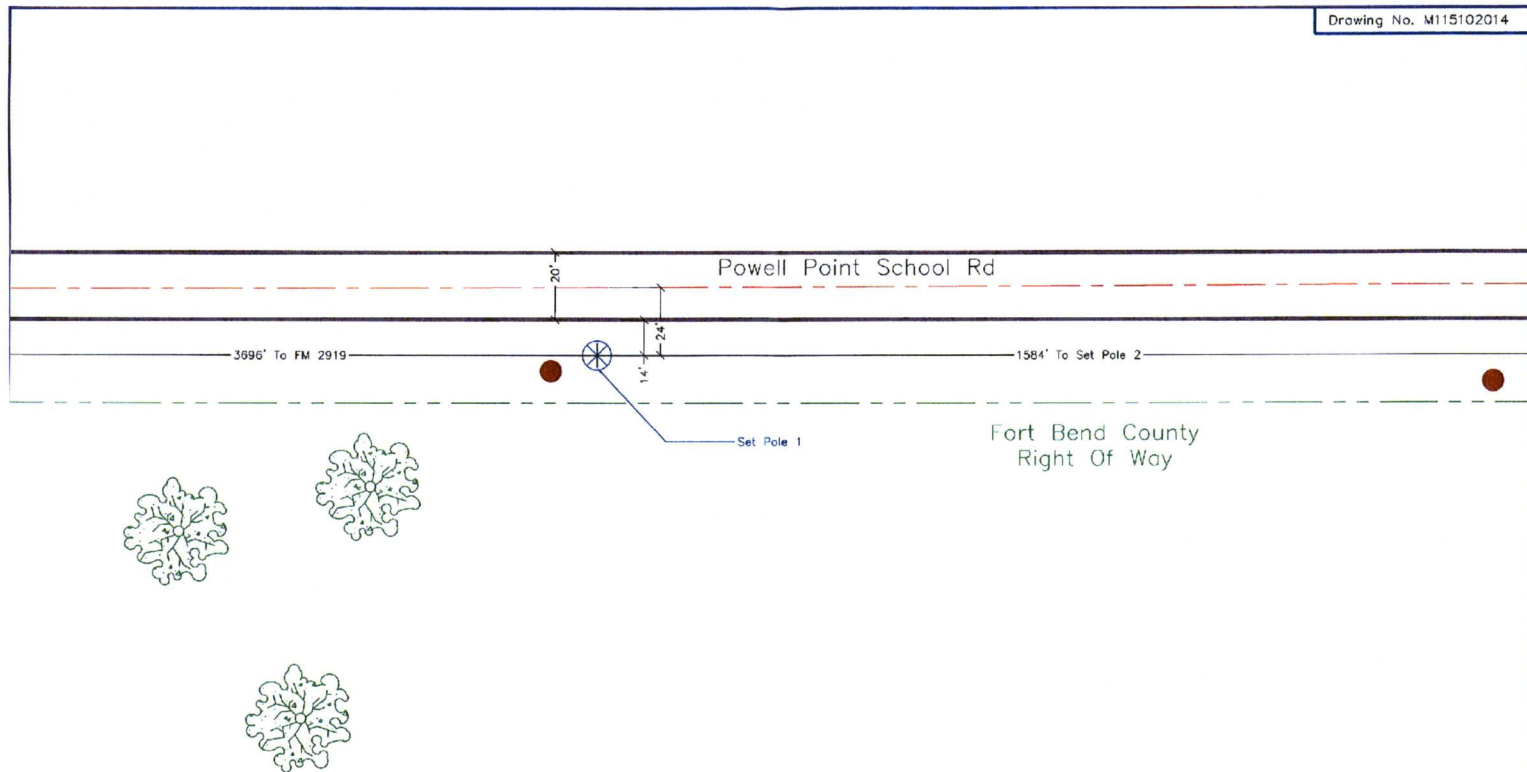 Drawing No. M115102014
20'
Powell Point School Rd
24'
14'
3696' To FM 2919
1584' To Set Pole 2
Set Pole 1
Fort Bend County
Right Of Way